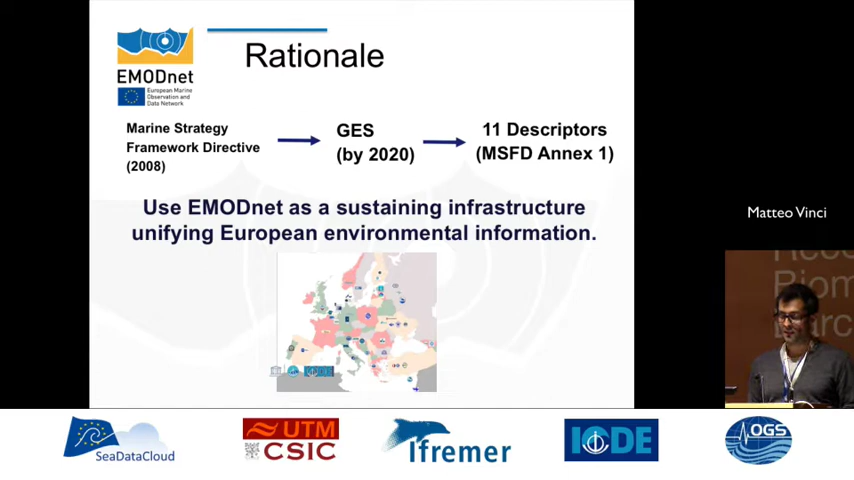 Rationale
EMODnet
European Marine
Observation and
Data Network
Marine Strategy
Framework Directive
(2008)
GES
(by 2020)
11 Descriptors
(MSFD Annex 1)
Use EMODnet as a sustaining infrastructure
unifying European environmental information.
Matteo Vinci
Biom
SeaDataCloud
UTM
CSIC
Ifremer
IODE
OGS